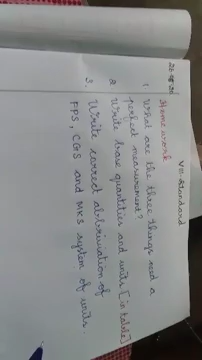 VIII Standard
Home work
1. What are the three things need a
perfect measurement?
2. Write base quantities and units [in table]
3. Write correct abbriviation of
FPS, CGS and MKS system of units.